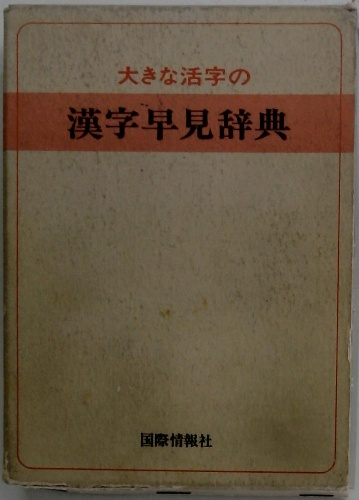 大きな活字の
漢字早見辞典
国際情報社